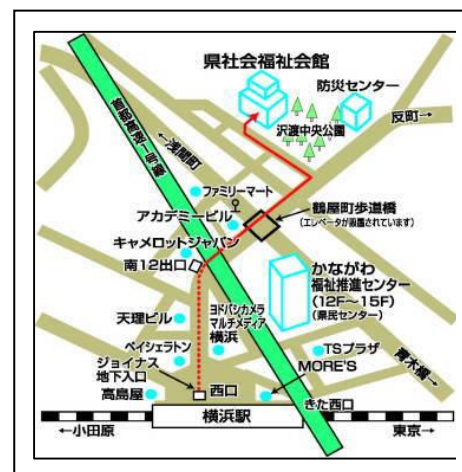 県社会福祉会館
防災センター
沢渡中央公園
反町→
首都高速一号線
←浅間町
ファミリーマート
アカデミービル
鶴屋町歩道橋
(エレベータが設置されています)
キャメロットジャパン
南12出口
かながわ
福祉推進センター
(12F〜15F)
(県民センター)
天理ビル
ヨドバシカメラ
マルチメディア
横浜
ベイシェラトン
TSプラザ
青木橋→
ジョイナス
地下入口
西口
MORE'S
高島屋
きた西口
横浜駅
←小田原
東京→